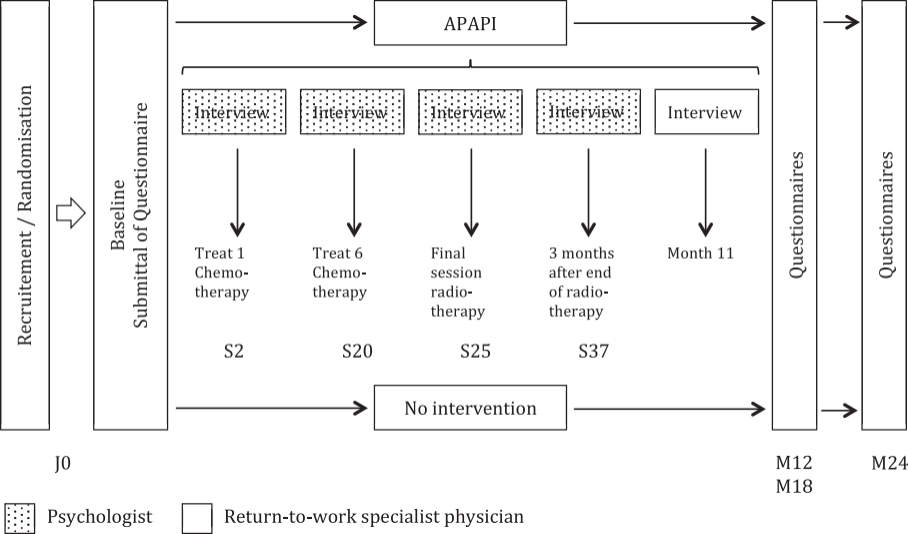 Recruitement / Randomisation
Baseline
Submittal of Questionnaire
APAPI
Interview
Interview
Interview
Interview
Interview
Treat 1
Chemo-
therapy
Treat 6
Chemo-
therapy
Final
session
radio-
therapy
3 months
after end
of radio-
therapy
Month 11
S2
S20
S25
S37
No intervention
Questionnaires
Questionnaires
J0
M12
M18
M24
Psychologist
Return-to-work specialist physician